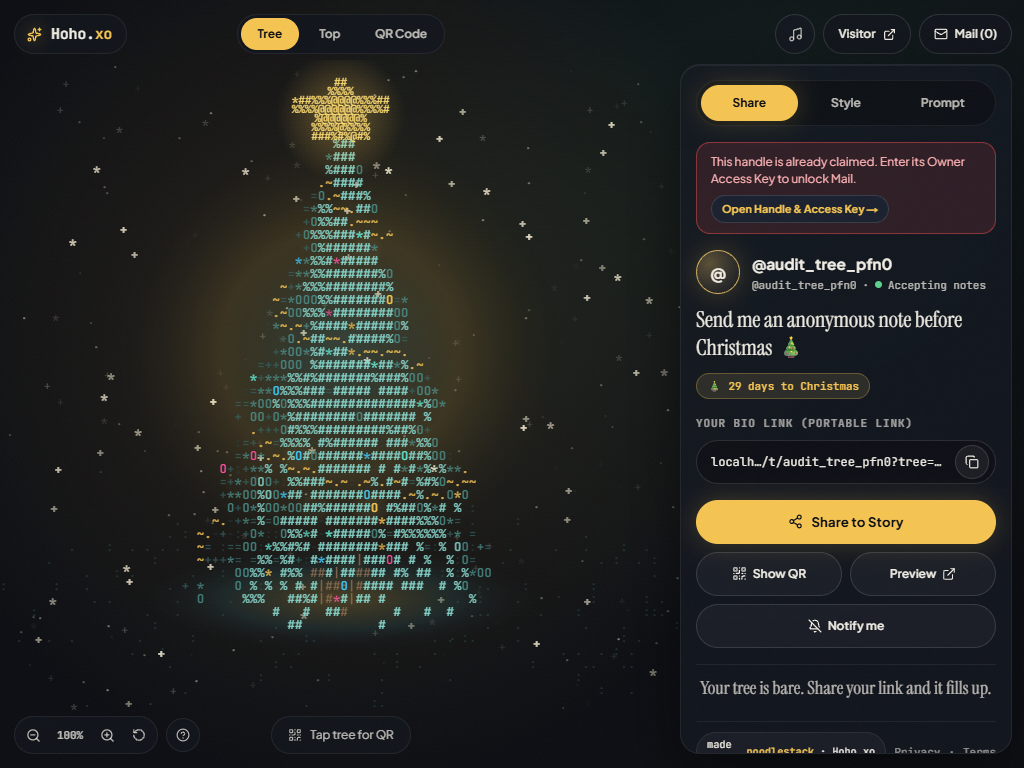 Hoho.xo
Tree
Top
QR Code
Visitor
Mail (0)
Share
Style
Prompt
This handle is already claimed. Enter its Owner
Access Key to unlock Mail.
Open Handle & Access Key →
@
@audit_tree_pfn0
@audit_tree_pfn0 · Accepting notes
Send me an anonymous note before
Christmas 🎄
🎄 29 days to Christmas
YOUR BIO LINK (PORTABLE LINK)
localh…/t/audit_tree_pfn0?tree=…
Share to Story
Show QR
Preview
Notify me
Your tree is bare. Share your link and it fills up.
made
noodlestack · Hoho.xo
Privacy · Terms
100%
Tap tree for QR